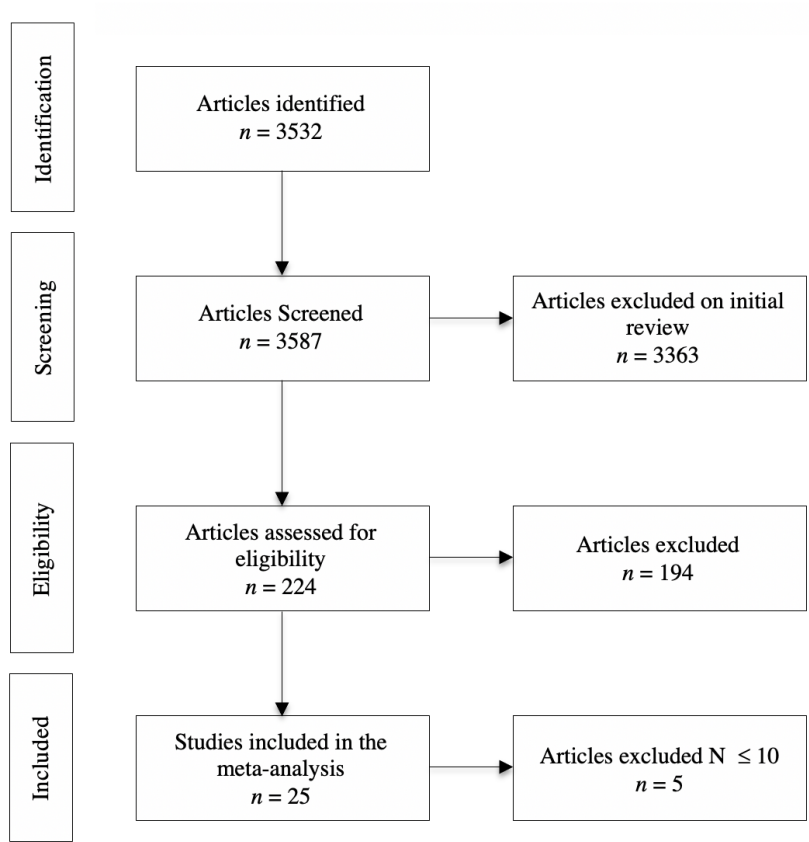 Identification
Articles identified
n = 3532
Screening
Articles Screened
n = 3587
Articles excluded on initial
review
n = 3363
Eligibility
Articles assessed for
eligibility
n = 224
Articles excluded
n = 194
Included
Studies included in the
meta-analysis
n = 25
Articles excluded N ≤ 10
n = 5